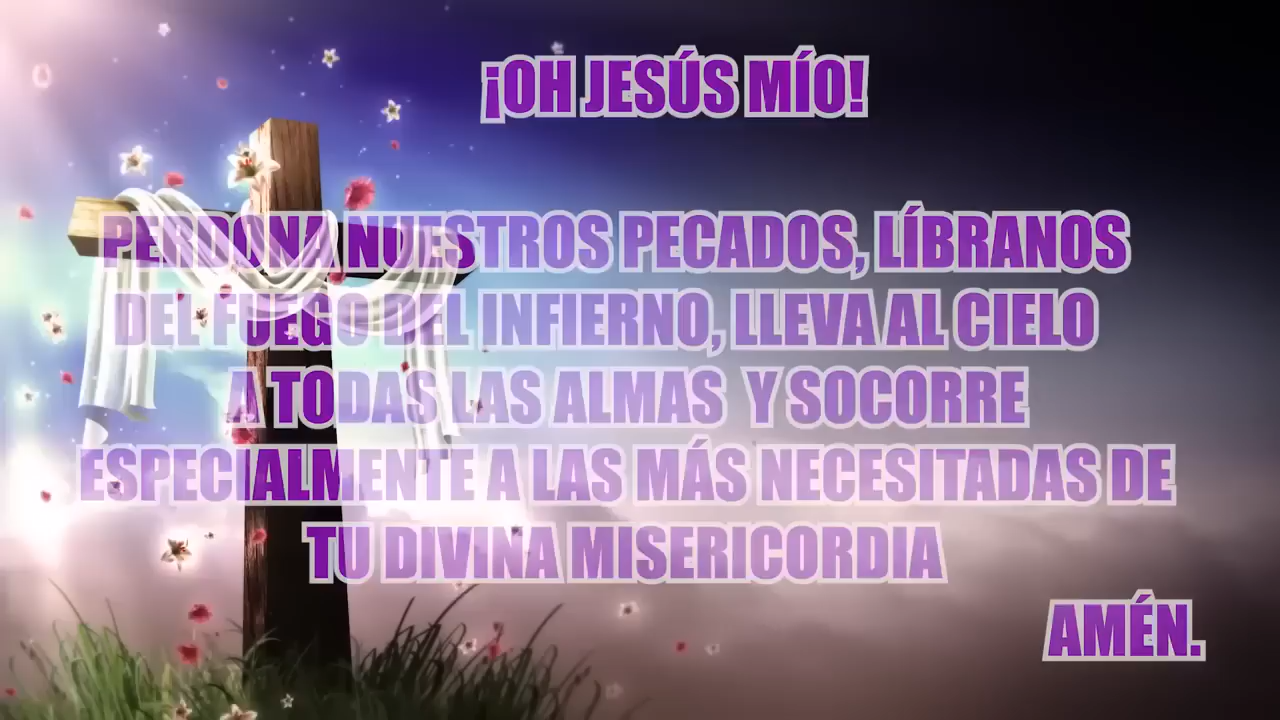 ¡OH JESÚS MÍO!
PERDONA NUESTROS PECADOS, LÍBRANOS
DEL FUEGO DEL INFIERNO, LLEVA AL CIELO
A TODAS LAS ALMAS Y SOCORRE
ESPECIALMENTE A LAS MÁS NECESITADAS DE
TU DIVINA MISERICORDIA
AMÉN.